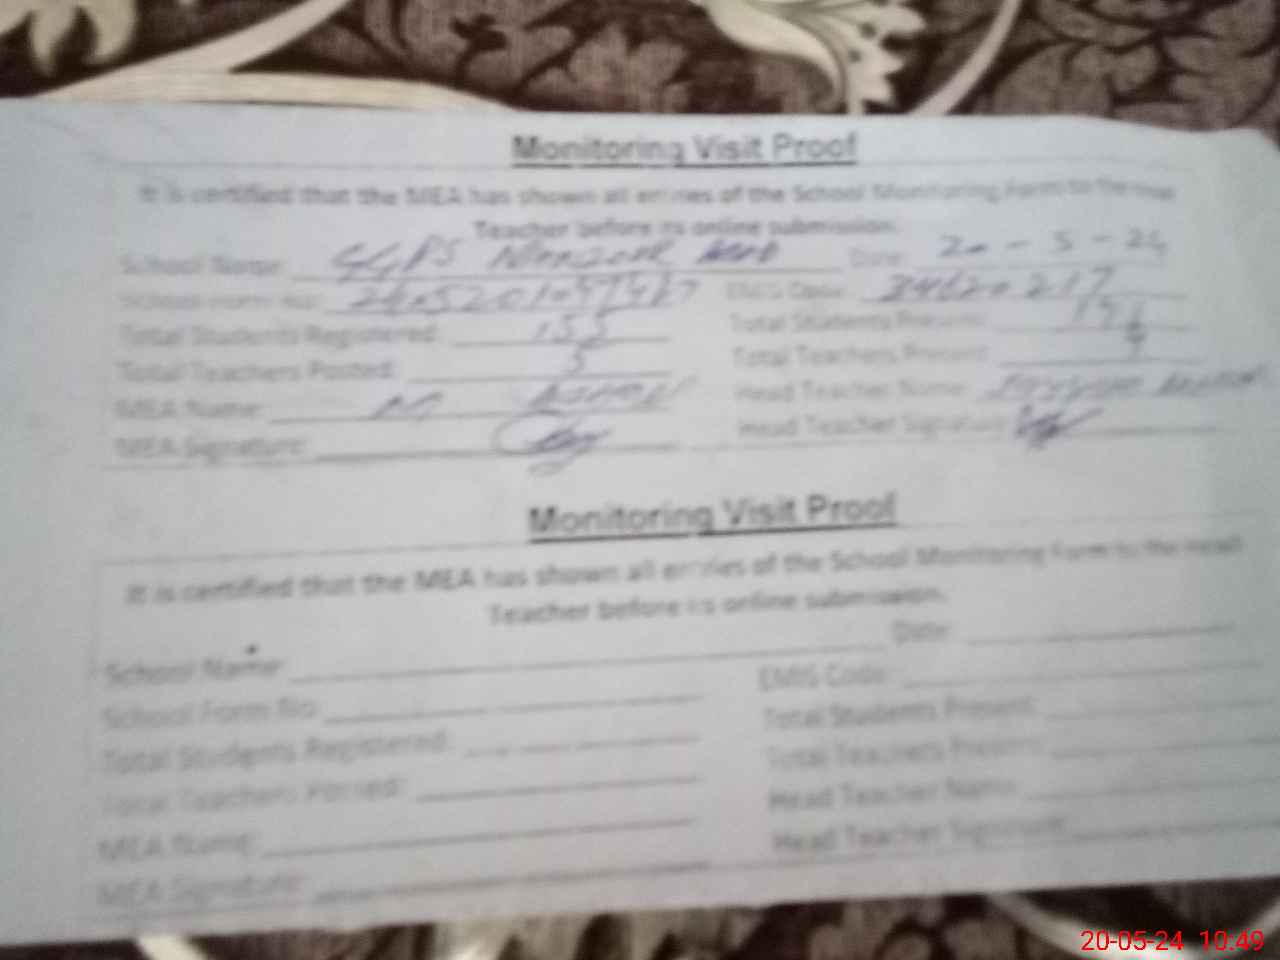 Monitoring Visit Proof
It is certified that the MEA has shown all entries of the School Monitoring Form to the Head
Teacher before its online submission.
School Name: GGPS Manzoor Abad Date: 20-5-24
School Form No: EMIS Code: 34620217
Total Students Registered: 155 Total Students Present:
Total Teachers Posted: 5 Total Teachers Present:
MEA Name: M Head Teacher Name:
MEA Signature: Head Teacher Signature:
Monitoring Visit Proof
It is certified that the MEA has shown all entries of the School Monitoring Form to the Head
Teacher before its online submission.
School Name: Date:
School Form No: EMIS Code:
Total Students Registered: Total Students Present:
Total Teachers Posted: Total Teachers Present:
MEA Name: Head Teacher Name:
MEA Signature: Head Teacher Signature:
20-05-24 10:49